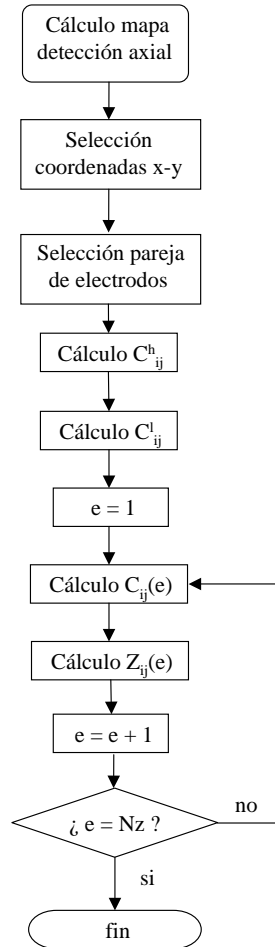 Cálculo mapa
detección axial
Selección
coordenadas x-y
Selección pareja
de electrodos
Cálculo Cʰᵢⱼ
Cálculo Cˡᵢⱼ
e = 1
Cálculo Cᵢⱼ(e)
Cálculo Zᵢⱼ(e)
e = e + 1
¿ e = Nz ?
no
si
fin